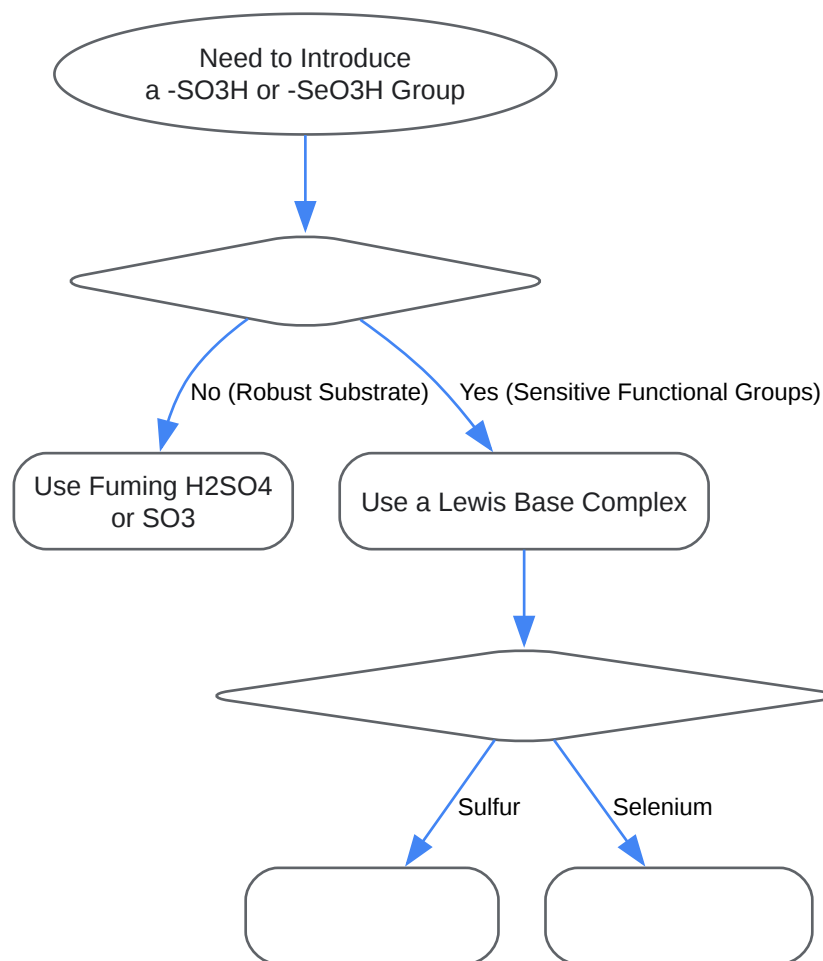 Need to Introduce
a -SO3H or -SeO3H Group
No (Robust Substrate)
Yes (Sensitive Functional Groups)
Use Fuming H2SO4
or SO3
Use a Lewis Base Complex
Sulfur
Selenium